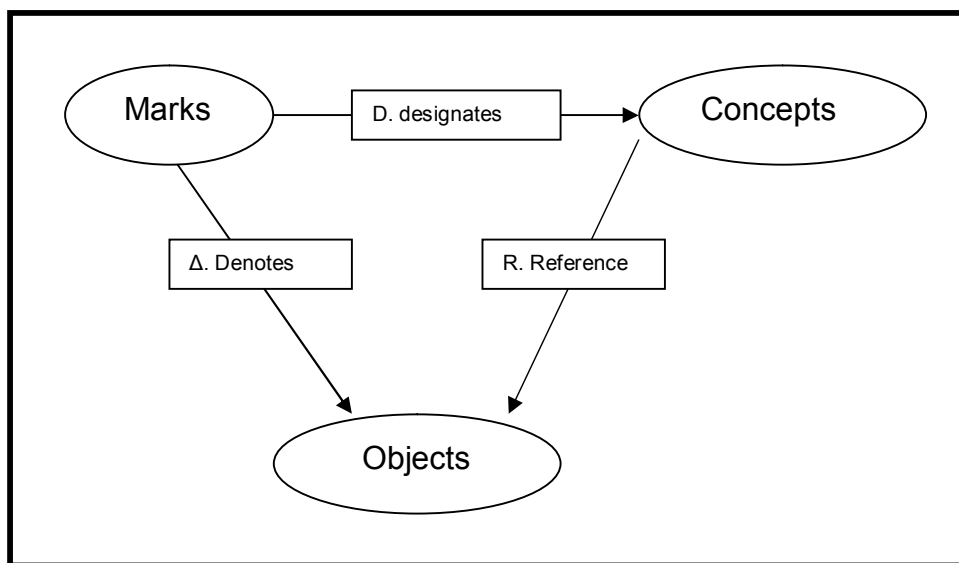 Marks
D. designates
Concepts
Δ. Denotes
R. Reference
Objects